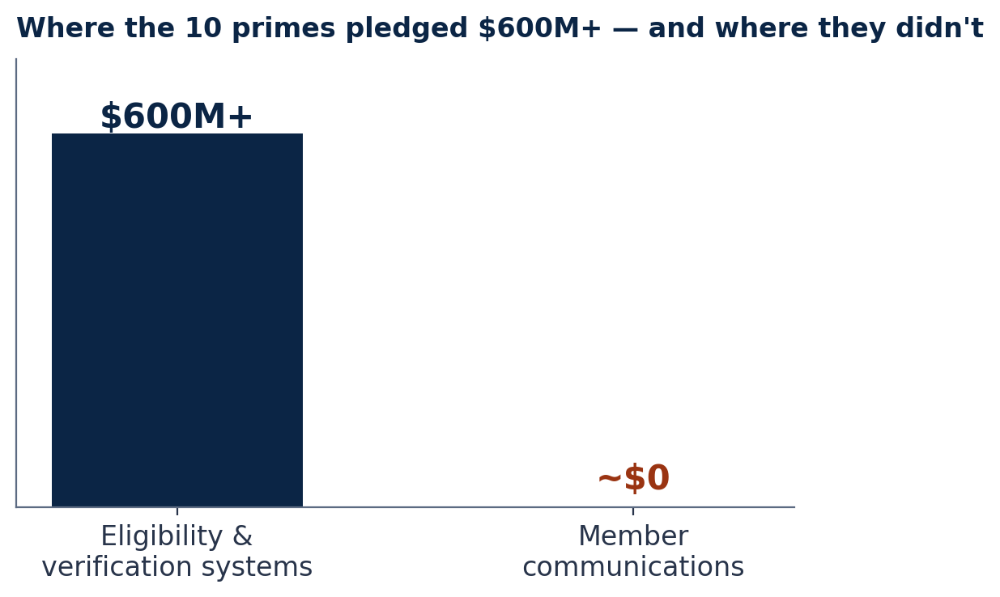 Where the 10 primes pledged $600M+ — and where they didn't
$600M+
~$0
Eligibility &
verification systems
Member
communications